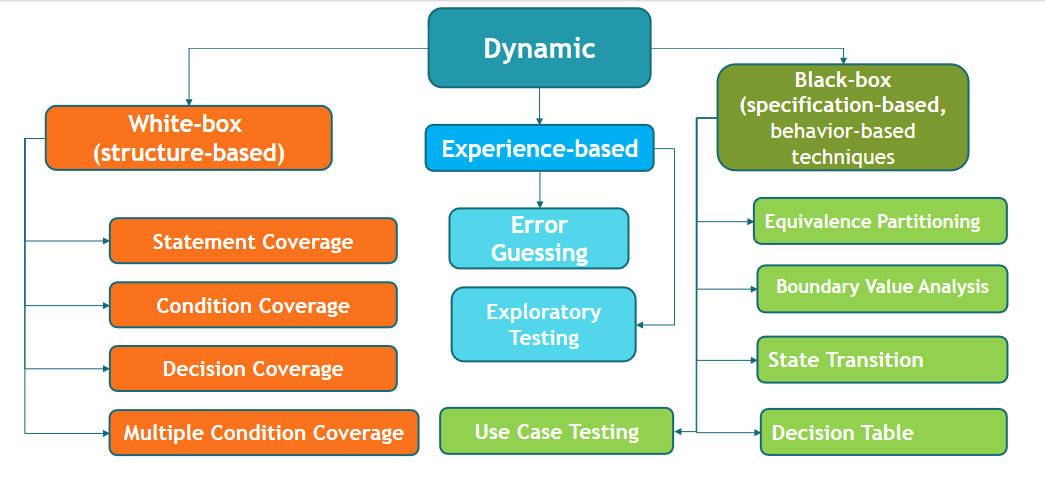 Dynamic
White-box
(structure-based)
Statement Coverage
Condition Coverage
Decision Coverage
Multiple Condition Coverage
Experience-based
Error
Guessing
Exploratory
Testing
Black-box
(specification-based,
behavior-based
techniques
Equivalence Partitioning
Boundary Value Analysis
State Transition
Decision Table
Use Case Testing